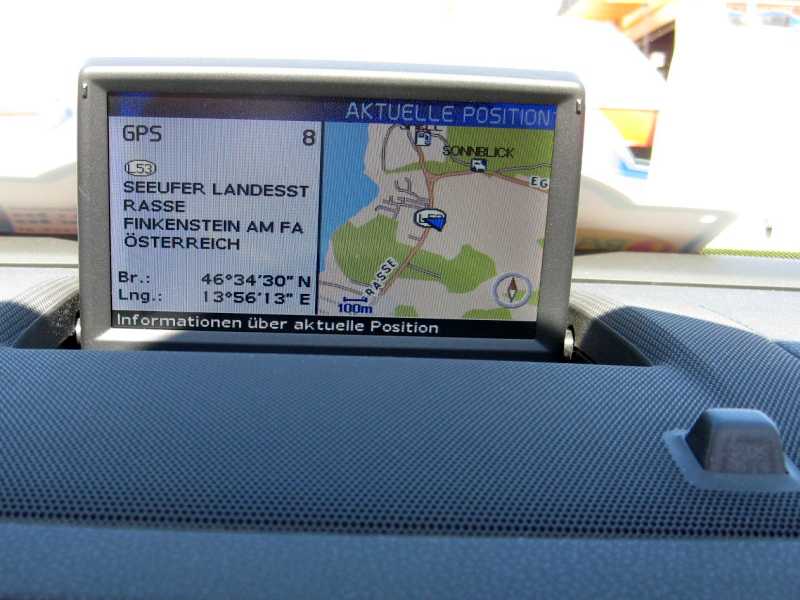 AKTUELLE POSITION
GPS 8
L53
SEEUFER LANDESST
RASSE
FINKENSTEIN AM FA
ÖSTERREICH
Br.: 46°34'30" N
Lng.: 13°56'13" E
SONNBLICK
EG
RASSE
100m
Informationen über aktuelle Position